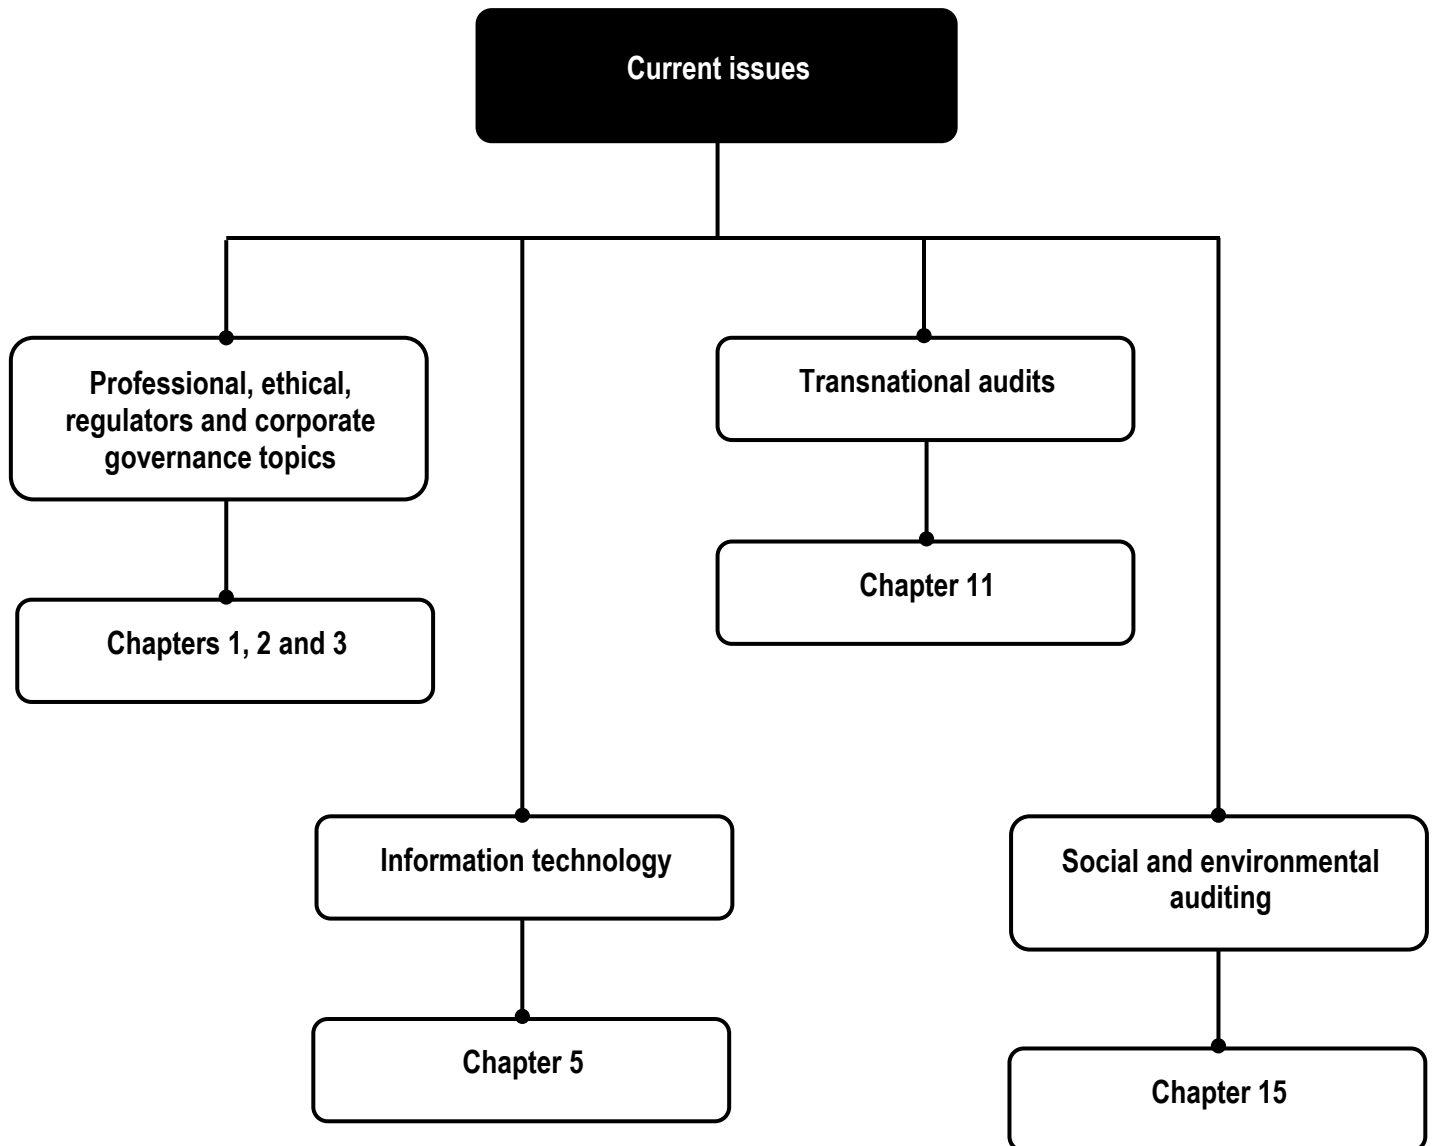 Current issues
Professional, ethical,
regulators and corporate
governance topics
Chapters 1, 2 and 3
Information technology
Chapter 5
Transnational audits
Chapter 11
Social and environmental
auditing
Chapter 15